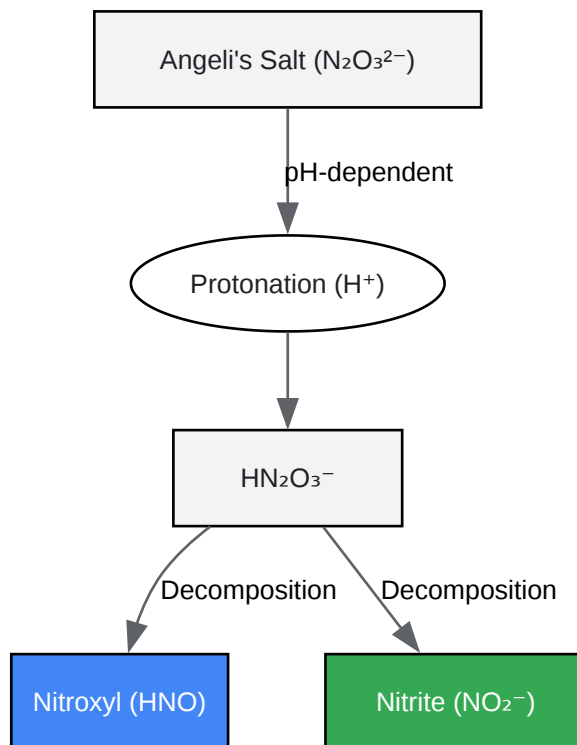 Angeli's Salt (N₂O₃²⁻)
pH-dependent
Protonation (H⁺)
HN₂O₃⁻
Decomposition
Decomposition
Nitroxyl (HNO)
Nitrite (NO₂⁻)